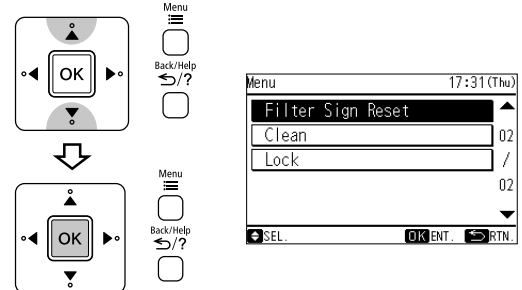 Menu
OK
Back/Help
/?
Menu
OK
Back/Help
/?
Menu 17:31(Thu)
Filter Sign Reset
Clean
Lock
02
/
02
SEL. OK ENT. RTN.